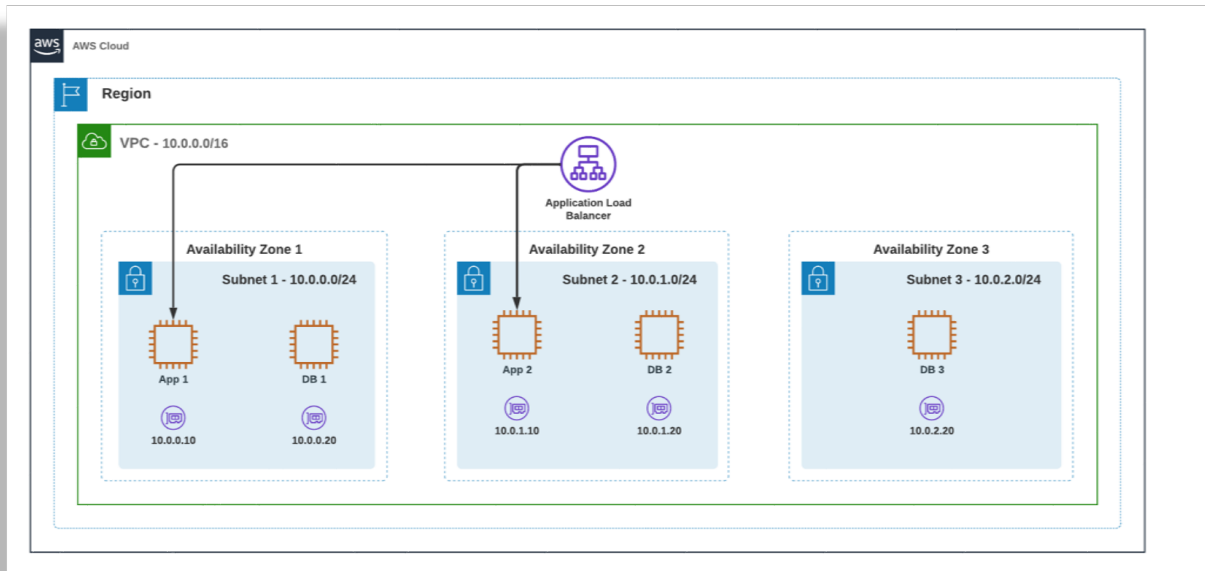 aws
AWS Cloud
Region
VPC - 10.0.0.0/16
Application Load
Balancer
Availability Zone 1
Subnet 1 - 10.0.0.0/24
App 1
DB 1
10.0.0.10
10.0.0.20
Availability Zone 2
Subnet 2 - 10.0.1.0/24
App 2
DB 2
10.0.1.10
10.0.1.20
Availability Zone 3
Subnet 3 - 10.0.2.0/24
DB 3
10.0.2.20